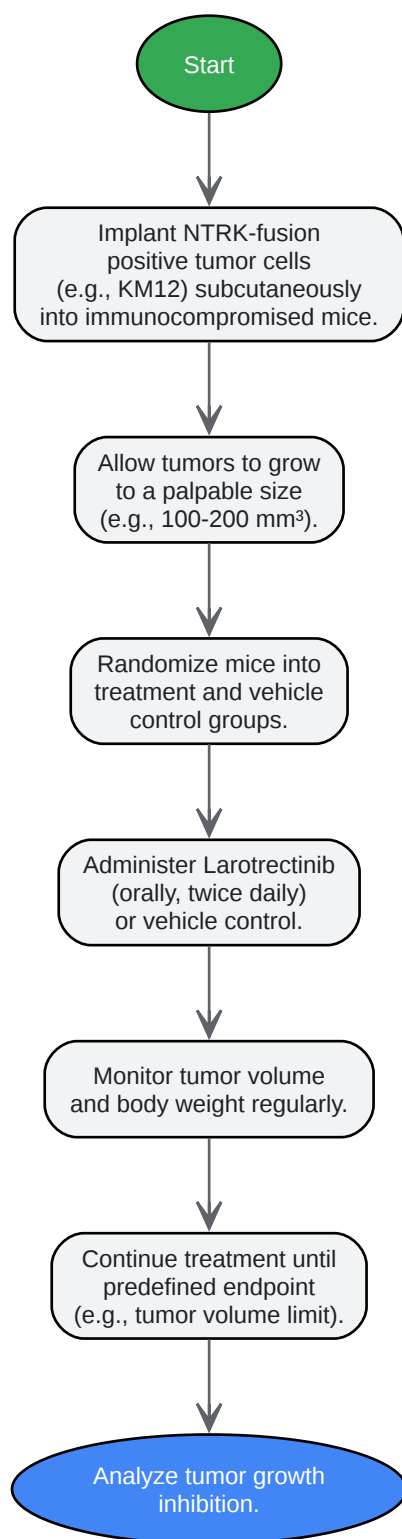 Start
Implant NTRK-fusion
positive tumor cells
(e.g., KM12) subcutaneously
into immunocompromised mice.
Allow tumors to grow
to a palpable size
(e.g., 100-200 mm³).
Randomize mice into
treatment and vehicle
control groups.
Administer Larotrectinib
(orally, twice daily)
or vehicle control.
Monitor tumor volume
and body weight regularly.
Continue treatment until
predefined endpoint
(e.g., tumor volume limit).
Analyze tumor growth
inhibition.